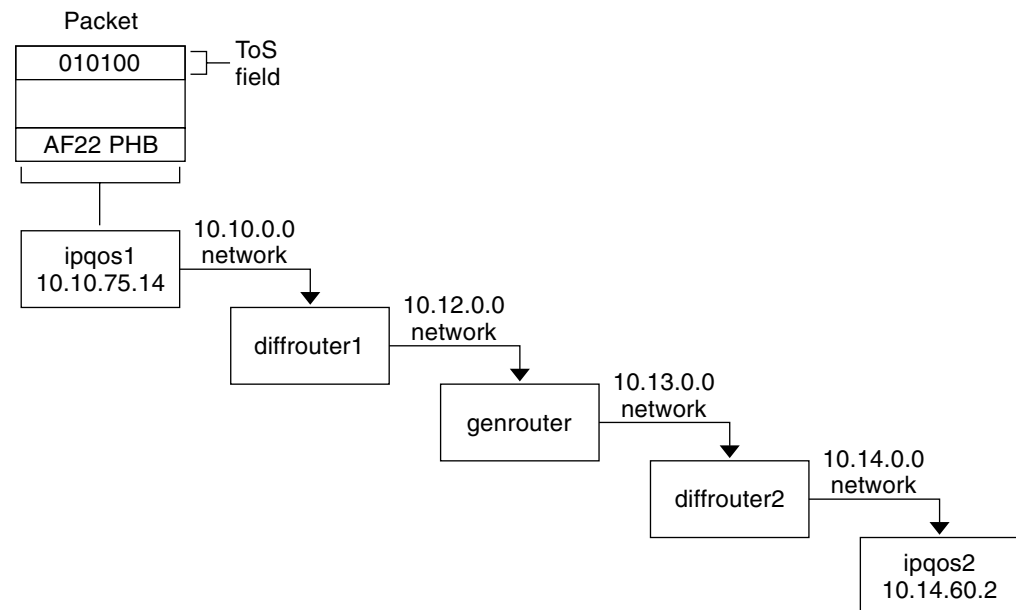 Packet
010100
ToS
field
AF22 PHB
ipqos1
10.10.75.14
10.10.0.0
network
diffrouter1
10.12.0.0
network
genrouter
10.13.0.0
network
diffrouter2
10.14.0.0
network
ipqos2
10.14.60.2